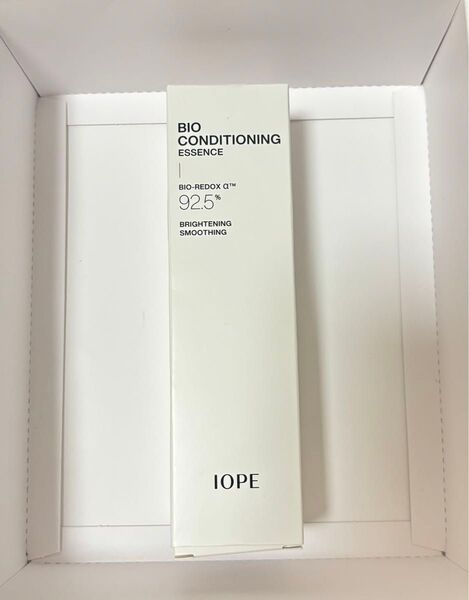 BIO
CONDITIONING
ESSENCE
BIO-REDOX α™
92.5%
BRIGHTENING
SMOOTHING
IOPE